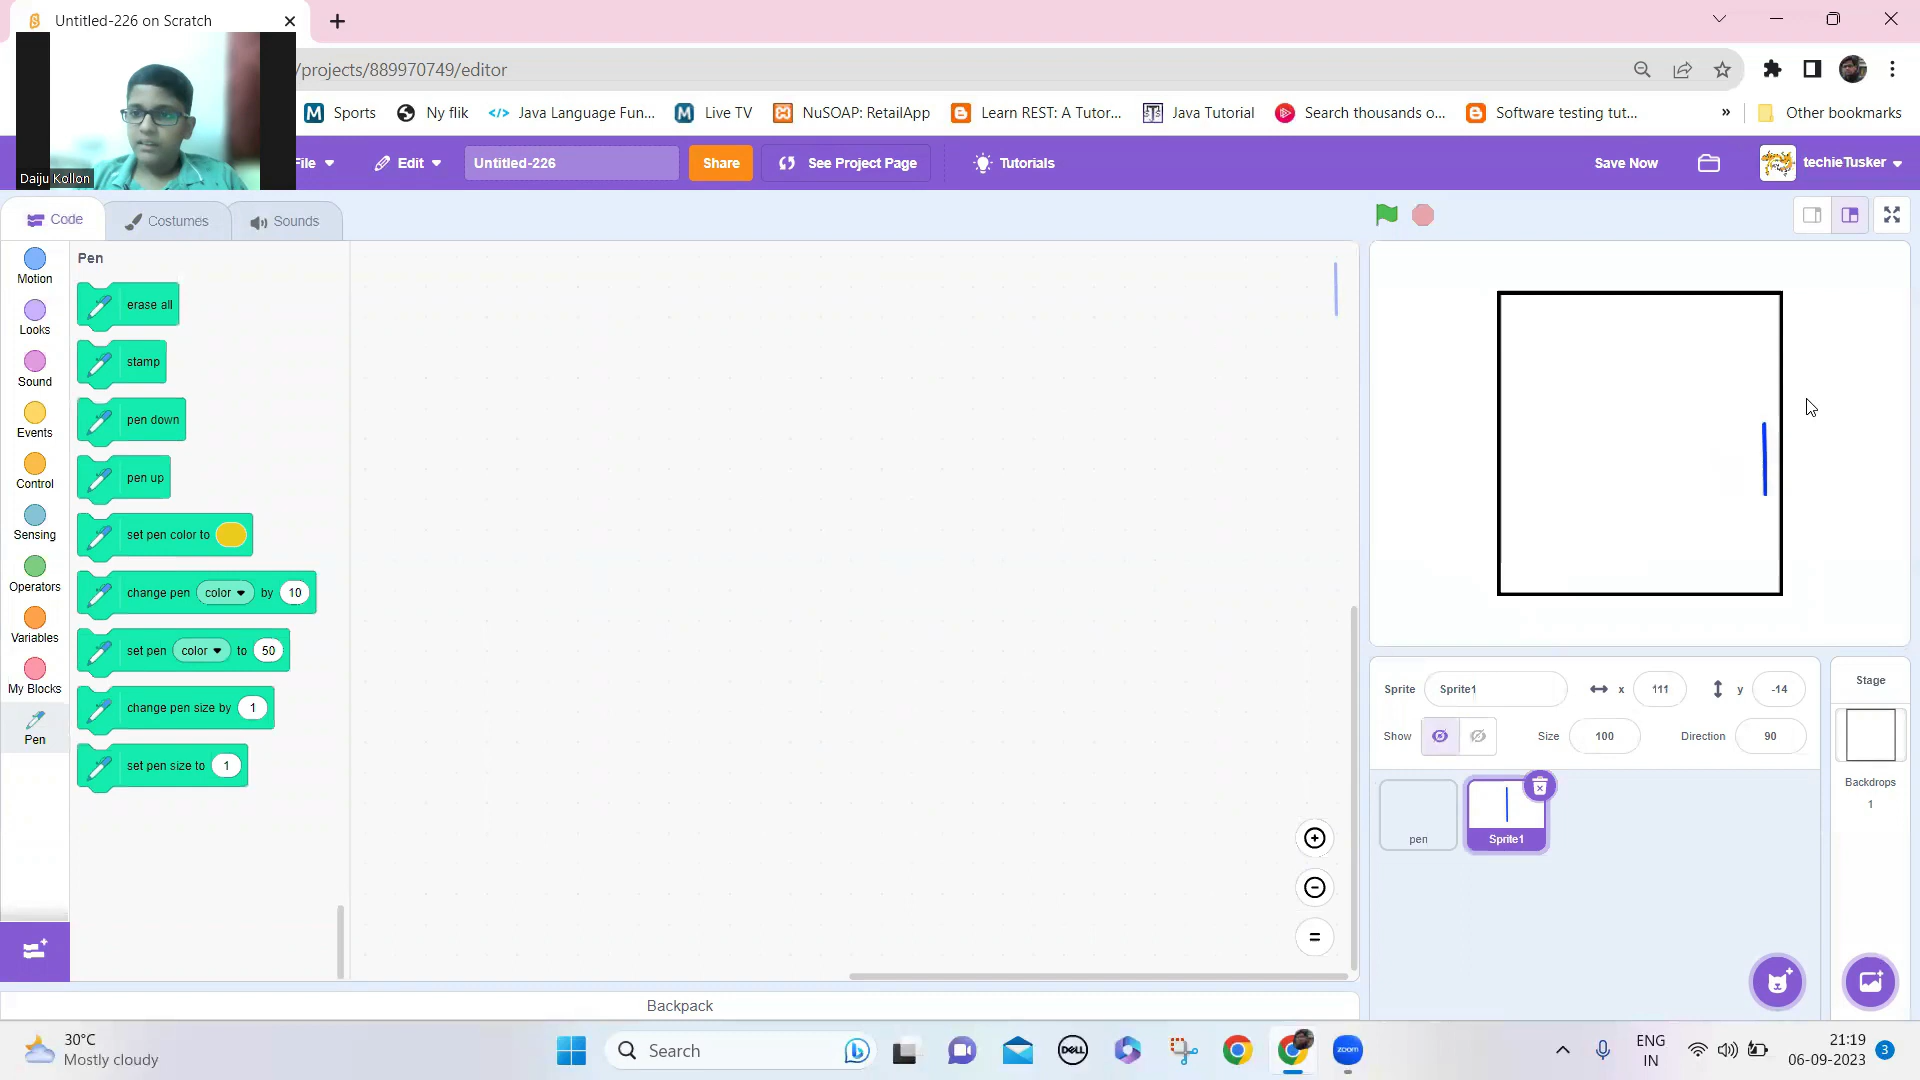 Untitled-226 on Scratch
/projects/889970749/editor
Sports
Ny flik
Java Language Fun...
Live TV
NuSOAP: RetailApp
Learn REST: A Tutor...
Java Tutorial
Search thousands o...
Software testing tut...
»
Other bookmarks
Daiju Kollon
File
Edit
Untitled-226
Share
See Project Page
Tutorials
Save Now
techieTusker
Code
Costumes
Sounds
Motion
Looks
Sound
Events
Control
Sensing
Operators
Variables
My Blocks
Pen
Pen
erase all
stamp
pen down
pen up
set pen color to
change pen color by 10
set pen color to 50
change pen size by 1
set pen size to 1
Sprite Sprite1 x 111 y -14
Show Size 100 Direction 90
pen
Sprite1
Stage
Backdrops
1
Backpack
30°C
Mostly cloudy
Search
DELL
zoom
ENG
IN
21:19
06-09-2023
3